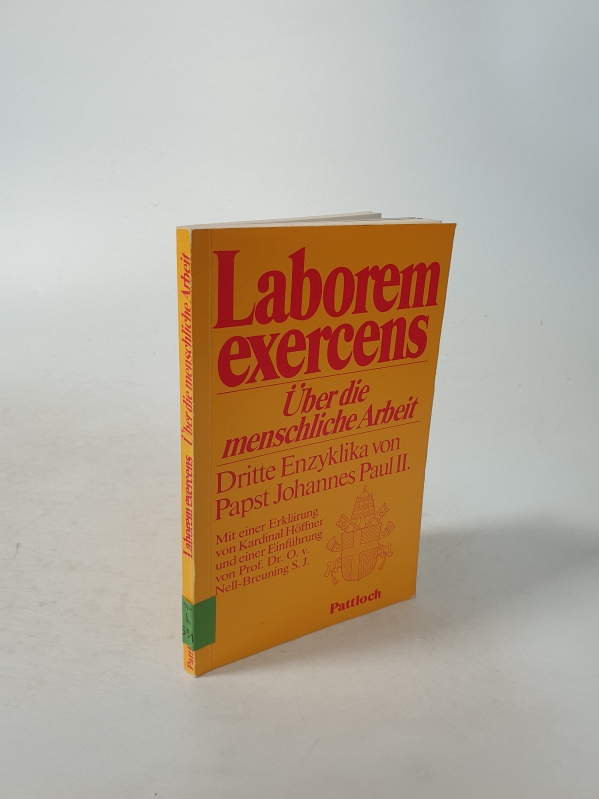 Laborem
exercens
Über die
menschliche Arbeit
Dritte Enzyklika von
Papst Johannes Paul II.
Mit einer Erklärung
von Kardinal Höffner
und einer Einführung
von Prof. Dr. O. v.
Nell-Breuning S. J.
Pattloch
Laborem exercens Über die menschliche Arbeit
L